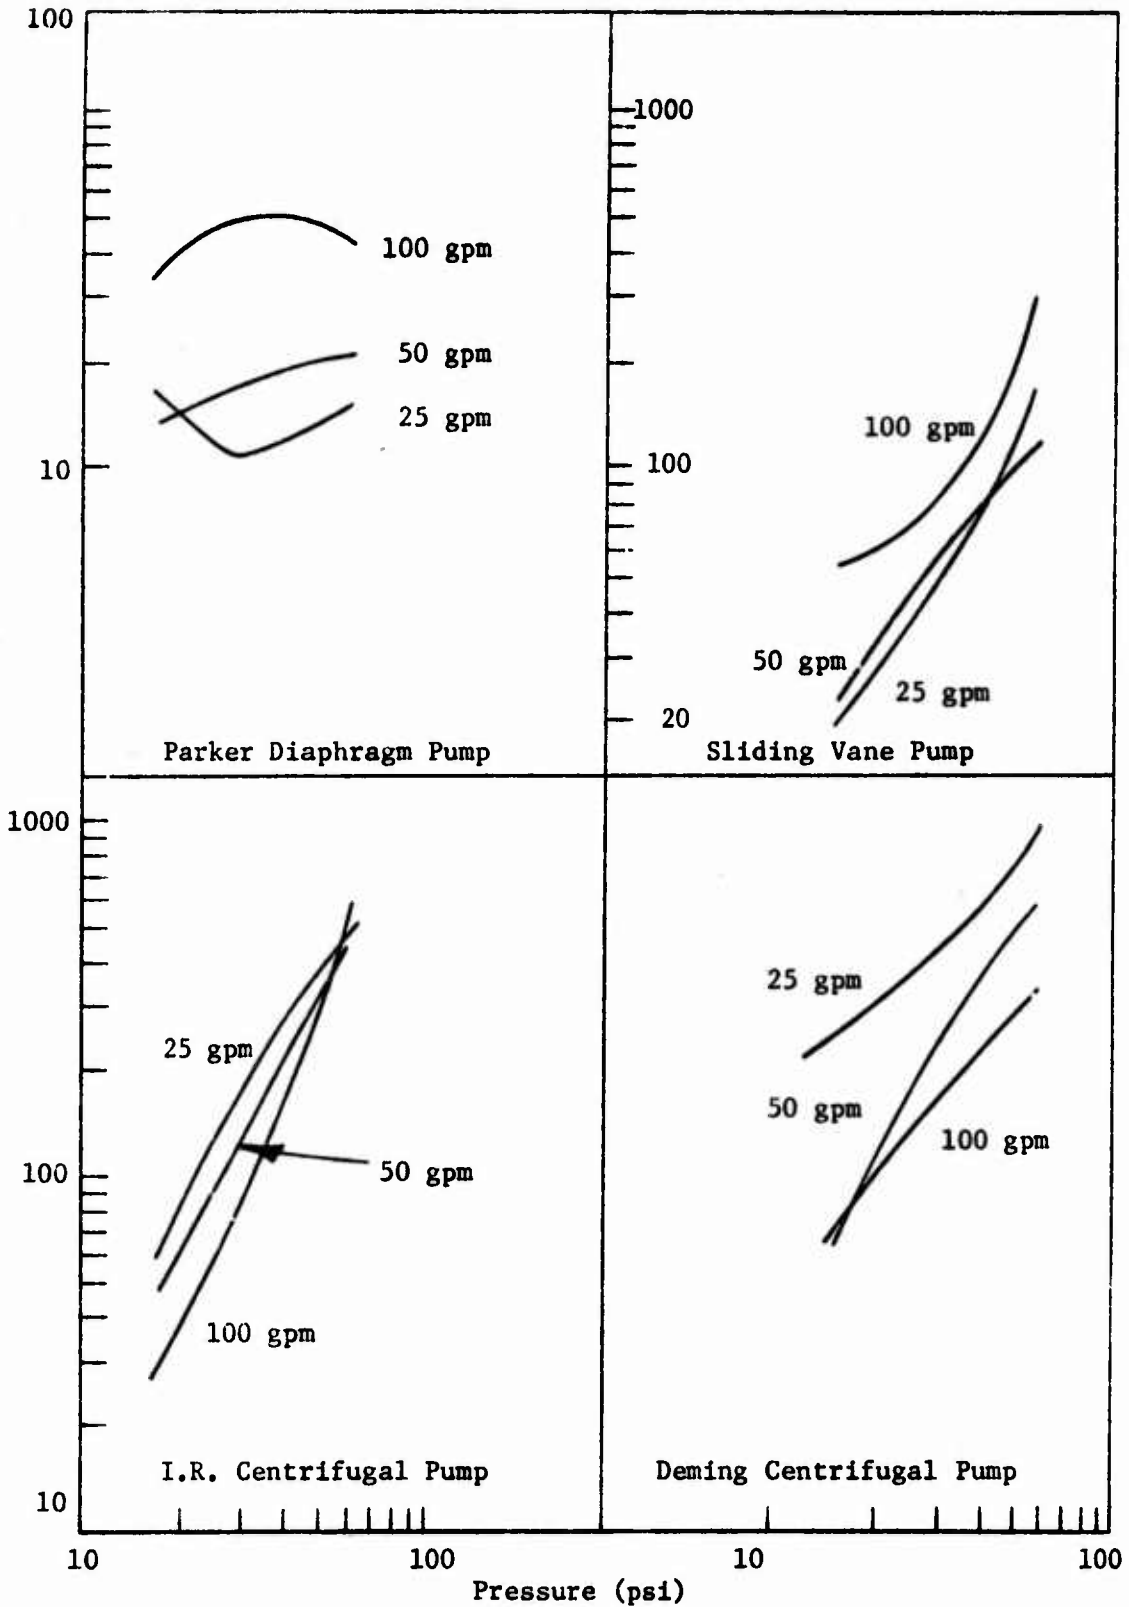 100
1000
100 gpm
50 gpm
25 gpm
10
100 gpm
100
50 gpm
25 gpm
20
Parker Diaphragm Pump
Sliding Vane Pump
1000
25 gpm
25 gpm
50 gpm
100 gpm
100
50 gpm
100 gpm
I.R. Centrifugal Pump
Deming Centrifugal Pump
10
10
100
10
100
Pressure (psi)